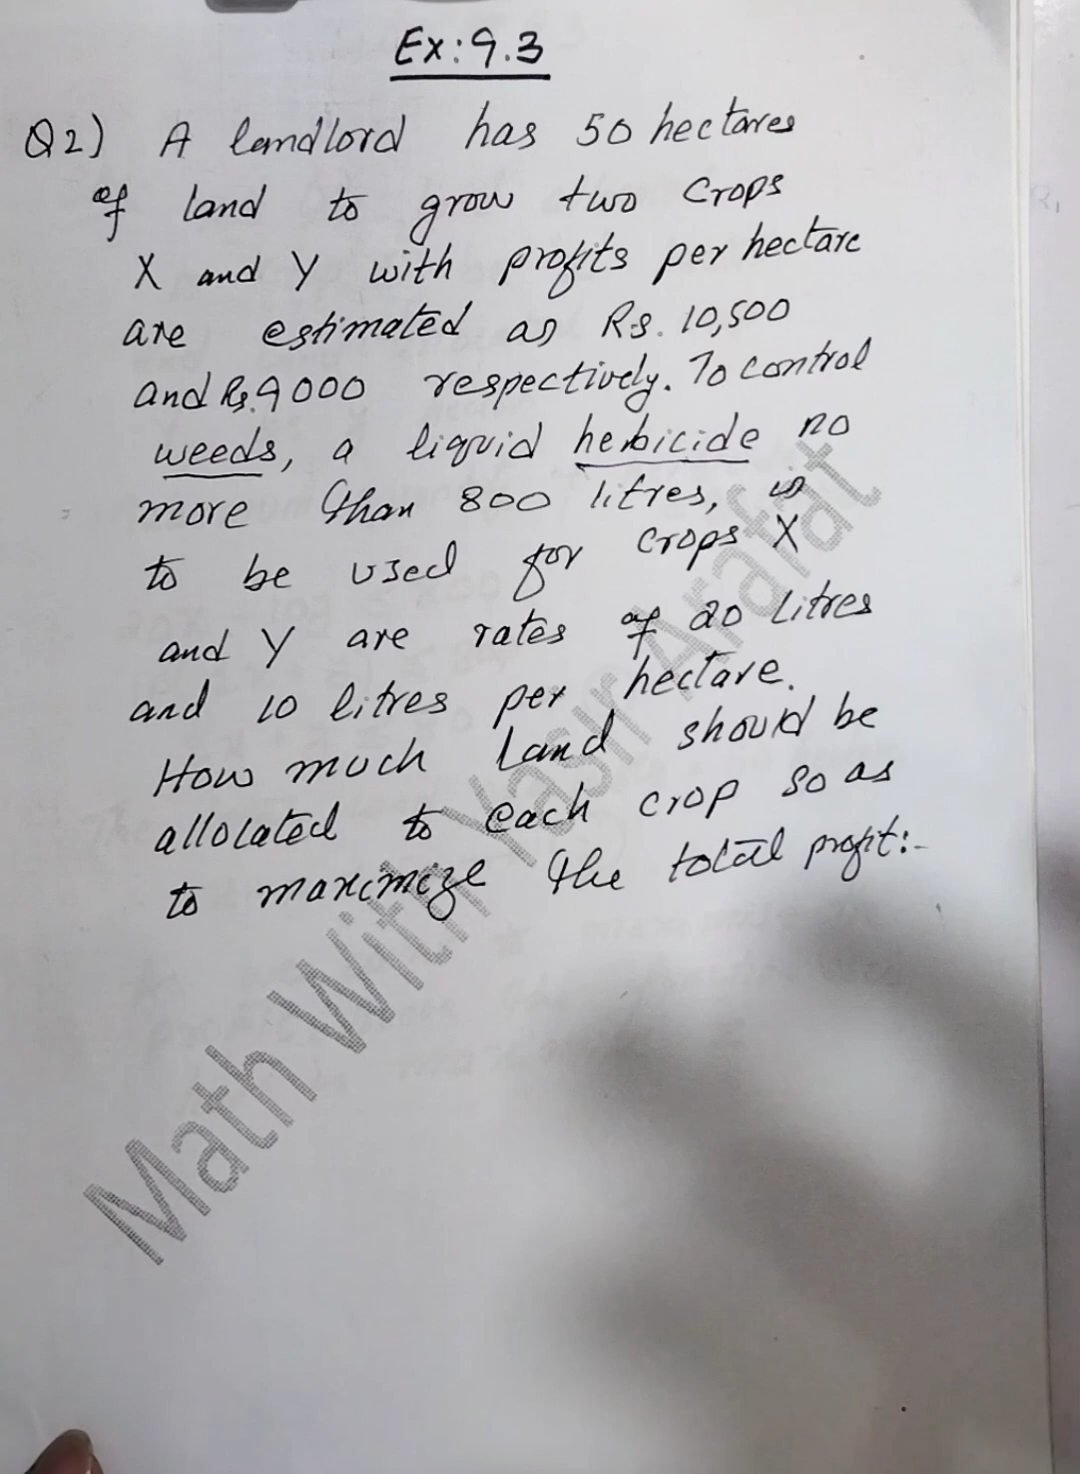 Ex: 9.3
Q2) A landlord has 50 hectares
of land to grow two crops
X and Y with profits per hectare
are estimated as Rs. 10,500
and Rs. 9000 respectively. To control
weeds, a liquid herbicide no
more than 800 litres, is
to be used for crops X
and Y are rates of 20 litres
and 10 litres per hectare.
How much Land should be
allocated to each crop so as
to maximize the total profit:-
Math With Yasir Arafat